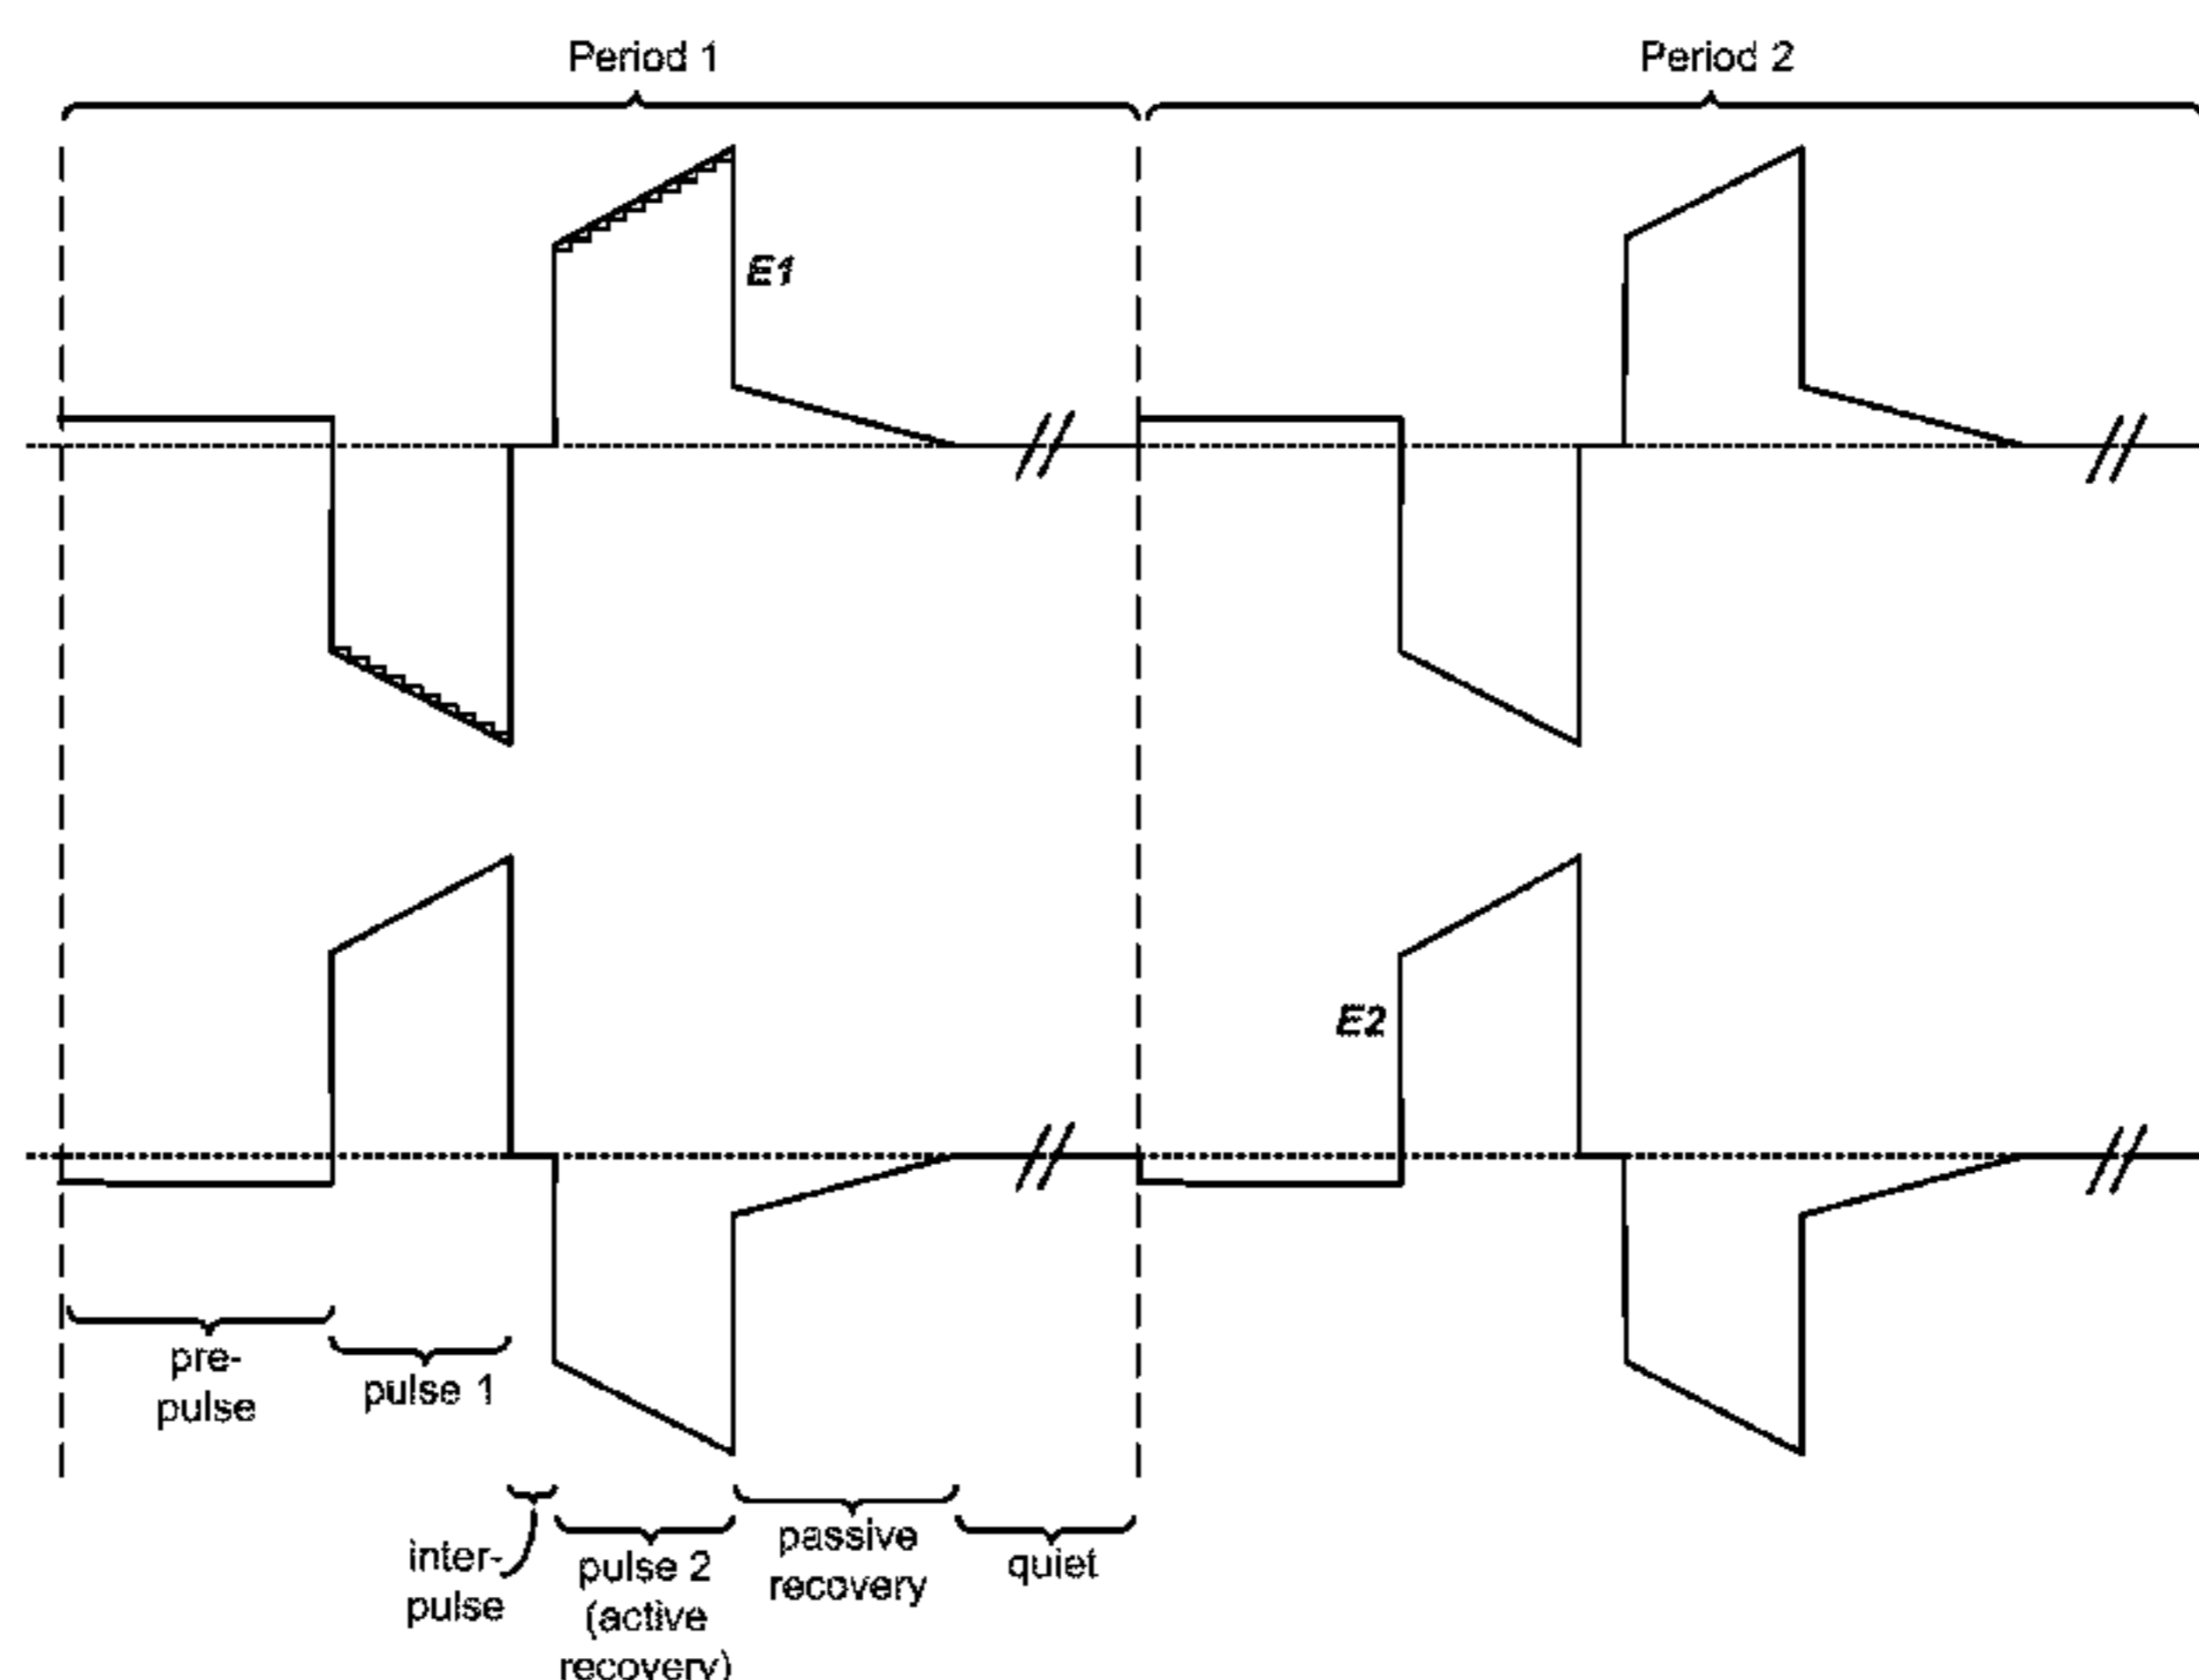 Period 1
Period 2
E1
E2
pre-
pulse
pulse 1
inter-
pulse
pulse 2
(active
recovery)
passive
recovery
quiet